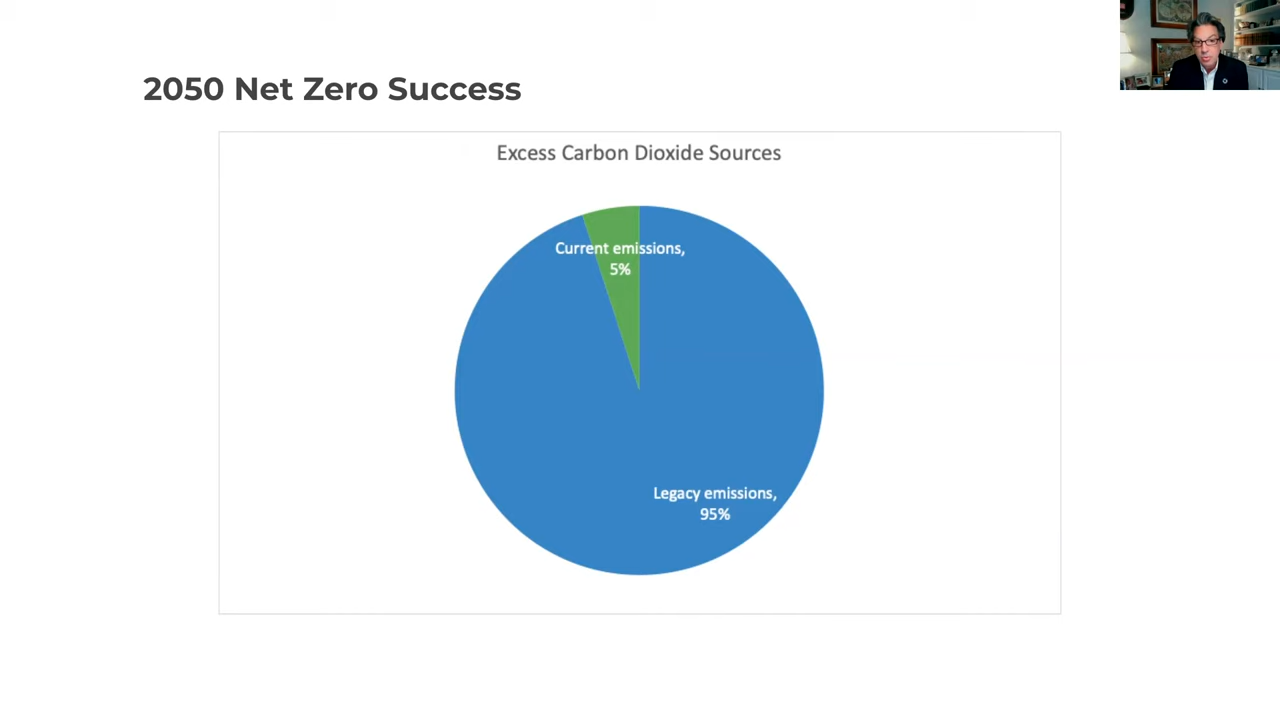 2050 Net Zero Success
Excess Carbon Dioxide Sources
Current emissions,
5%
Legacy emissions,
95%